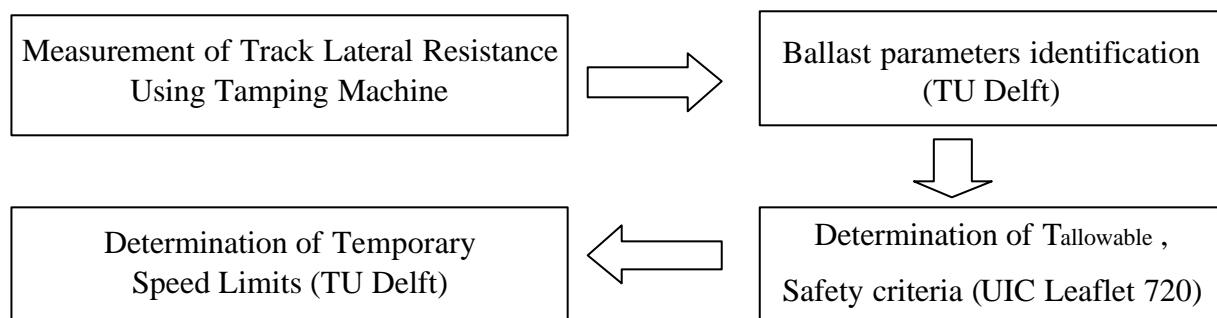 Measurement of Track Lateral Resistance
Using Tamping Machine
Ballast parameters identification
(TU Delft)
Determination of Tallowable ,
Safety criteria (UIC Leaflet 720)
Determination of Temporary
Speed Limits (TU Delft)